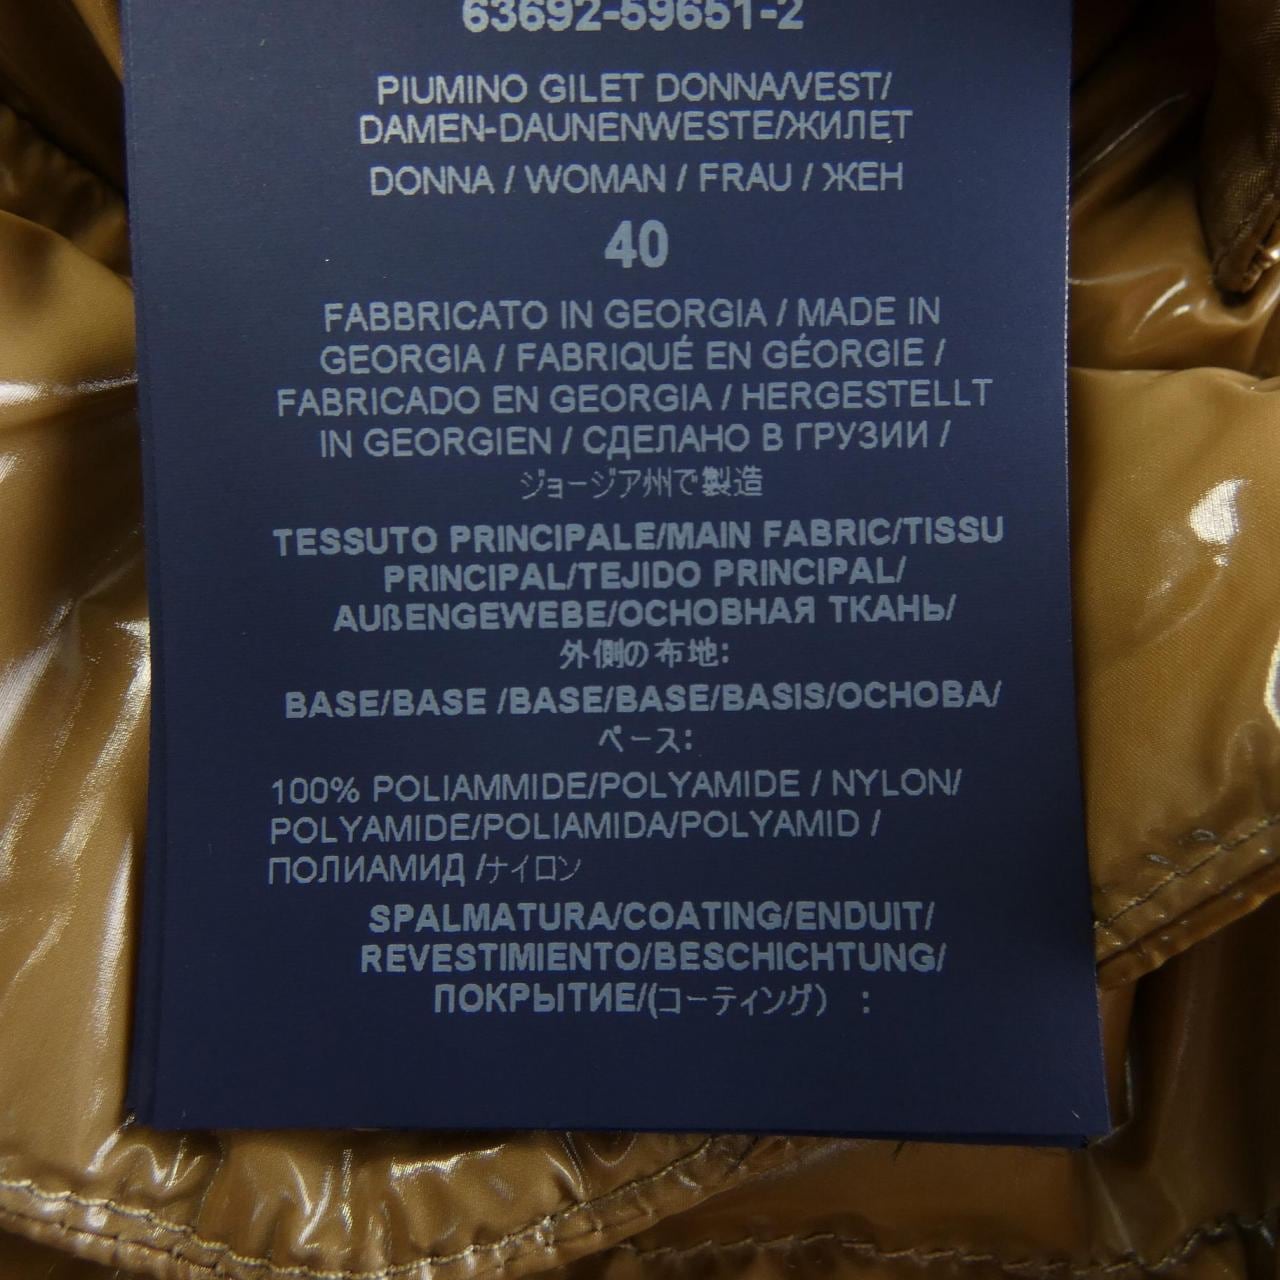 63692-59651-2
PIUMINO GILET DONNA/VEST/
DAMEN-DAUNENWESTE/ЖИЛЕТ
DONNA / WOMAN / FRAU / ЖЕН
40
FABBRICATO IN GEORGIA / MADE IN
GEORGIA / FABRIQUÉ EN GÉORGIE /
FABRICADO EN GEORGIA / HERGESTELLT
IN GEORGIEN / СДЕЛАНО В ГРУЗИИ /
ジョージア州で製造
TESSUTO PRINCIPALE/MAIN FABRIC/TISSU
PRINCIPAL/TEJIDO PRINCIPAL/
AUßENGEWEBE/ОСНОВНАЯ ТКАНЬ/
外側の布地:
BASE/BASE /BASE/BASE/BASIS/ОСНОВА/
ベース:
100% POLIAMMIDE/POLYAMIDE / NYLON/
POLYAMIDE/POLIAMIDA/POLYAMID /
ПОЛИАМИД /ナイロン
SPALMATURA/COATING/ENDUIT/
REVESTIMIENTO/BESCHICHTUNG/
ПОКРЫТИЕ/(コーティング） :